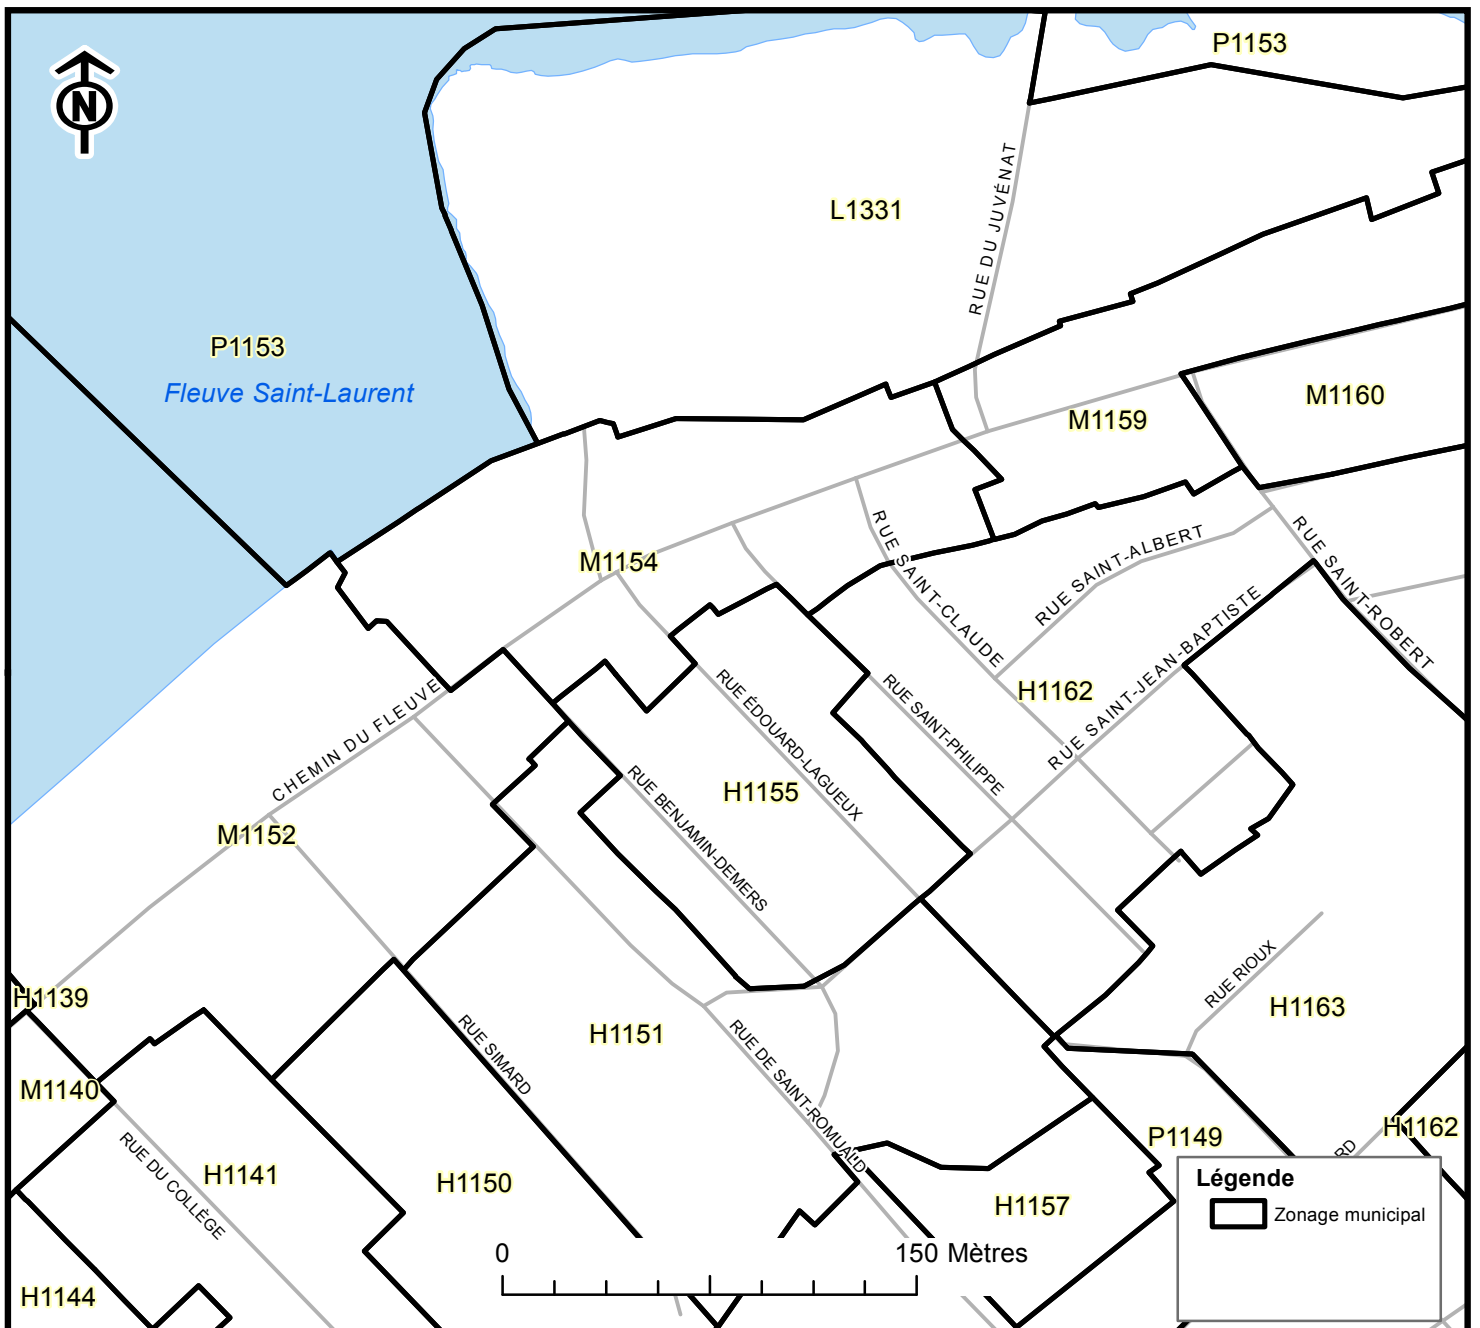 P1153
N
RUE DU JUVÉNAT
L1331
P1153
Fleuve Saint-Laurent
M1160
M1159
RUE SAINT-CLAUDE
RUE SAINT-ALBERT
RUE SAINT-ROBERT
M1154
RUE SAINT-JEAN-BAPTISTE
H1162
CHEMIN DU FLEUVE
RUE ÉDOUARD-LAGUEUX
RUE SAINT-PHILIPPE
H1155
RUE BENJAMIN-DEMERS
M1152
RUE RIOUX
H1139
H1163
RUE SIMARD
H1151
RUE DE SAINT-ROMUALD
M1140
H1162
P1149
RD
RUE DU COLLÈGE
H1141
H1150
H1157
Légende
Zonage municipal
0 150 Mètres
H1144